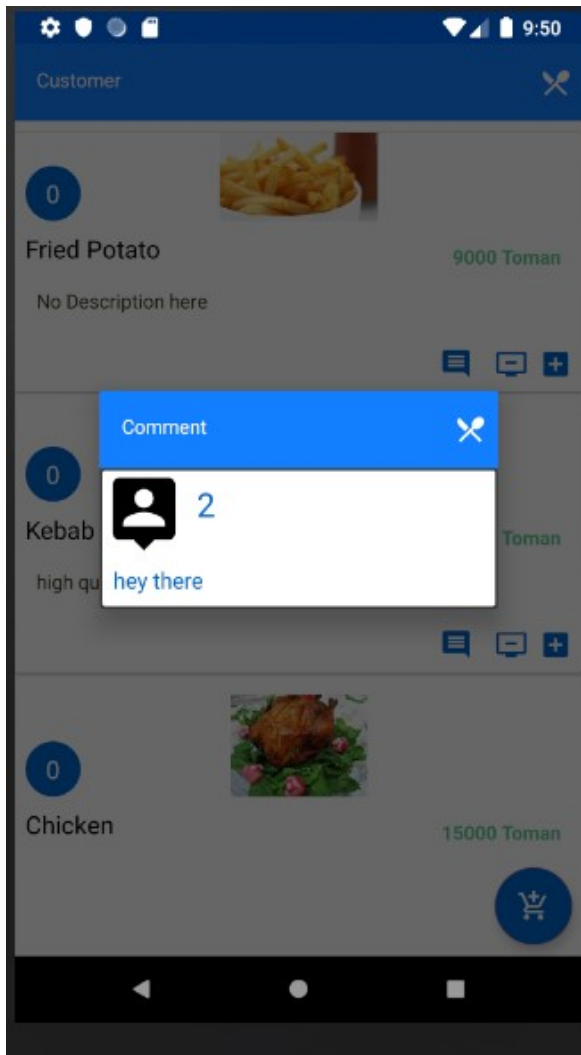 9:50
Customer
0
Fried Potato
9000 Toman
No Description here
Comment
0
2
Kebab
Toman
high qu
hey there
0
Chicken
15000 Toman